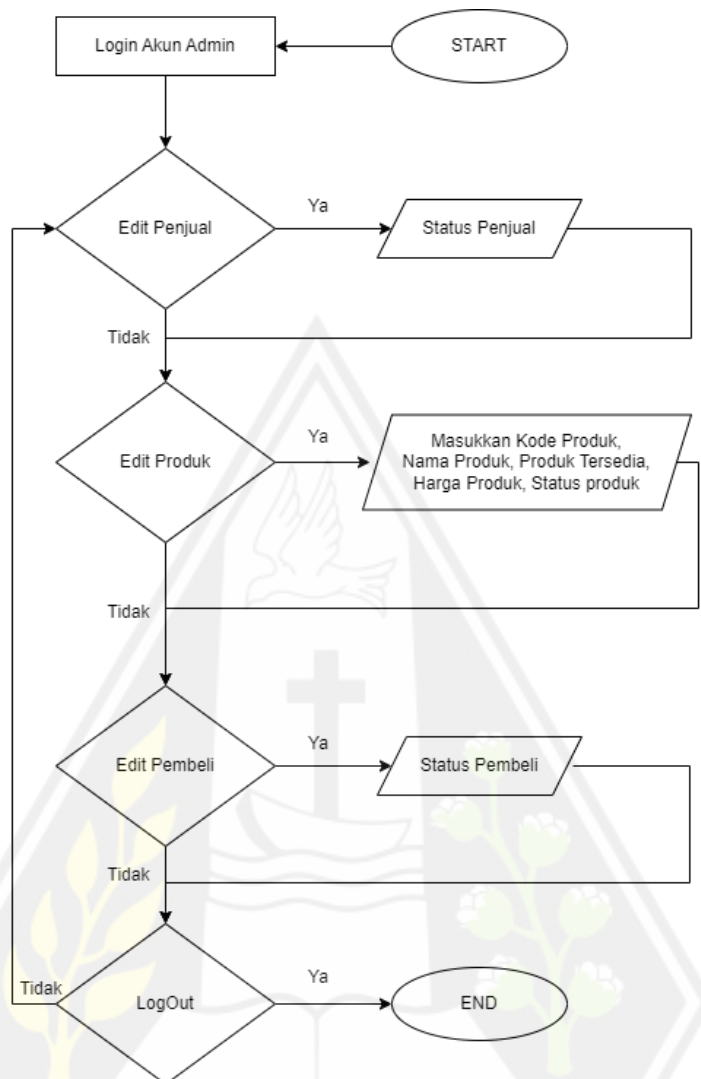 Login Akun Admin
START
Edit Penjual
Ya
Status Penjual
Tidak
Edit Produk
Ya
Masukkan Kode Produk,
Nama Produk, Produk Tersedia,
Harga Produk, Status produk
Tidak
Edit Pembeli
Ya
Status Pembeli
Tidak
Tidak
LogOut
Ya
END